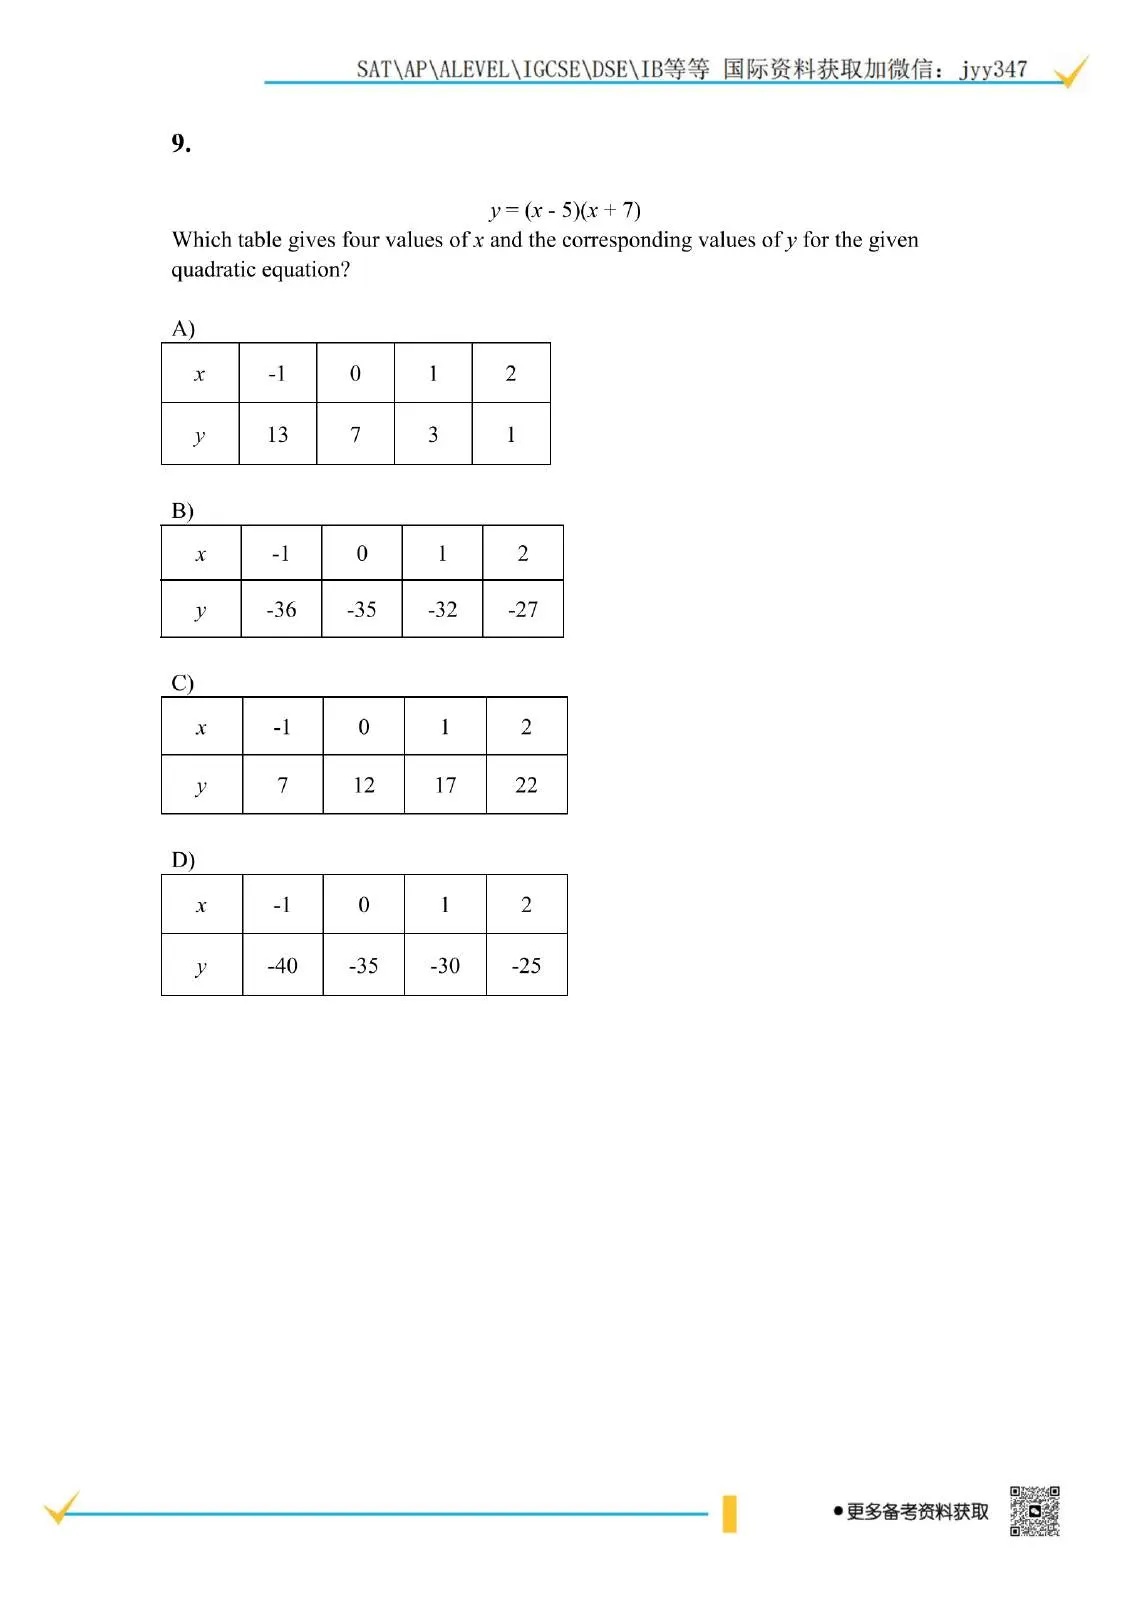 SAT\AP\ALEVEL\IGCSE\DSE\IB等等 国际资料获取加微信：jyy347
9.
y = (x - 5)(x + 7)
Which table gives four values of x and the corresponding values of y for the given
quadratic equation?
A)
x -1 0 1 2
y 13 7 3 1
B)
x -1 0 1 2
y -36 -35 -32 -27
C)
x -1 0 1 2
y 7 12 17 22
D)
x -1 0 1 2
y -40 -35 -30 -25
●更多备考资料获取